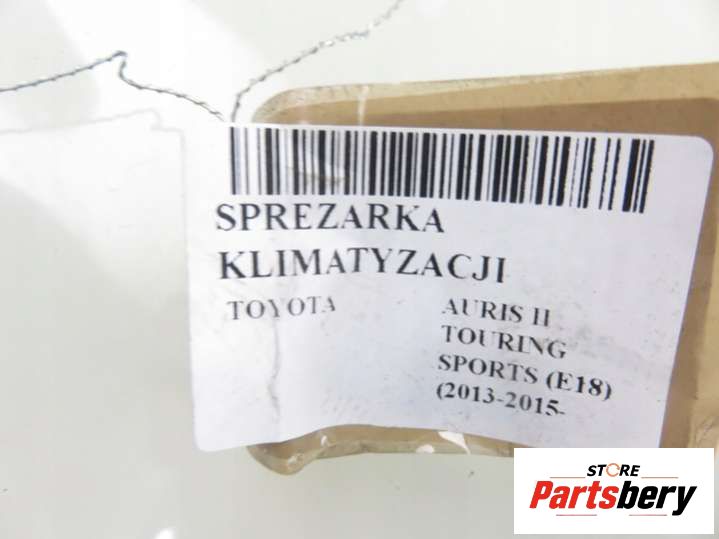 SPREZARKA
KLIMATYZACJI
TOYOTA
AURIS II
TOURING
SPORTS (E18)
(2013-2015-
STORE
Partsbery